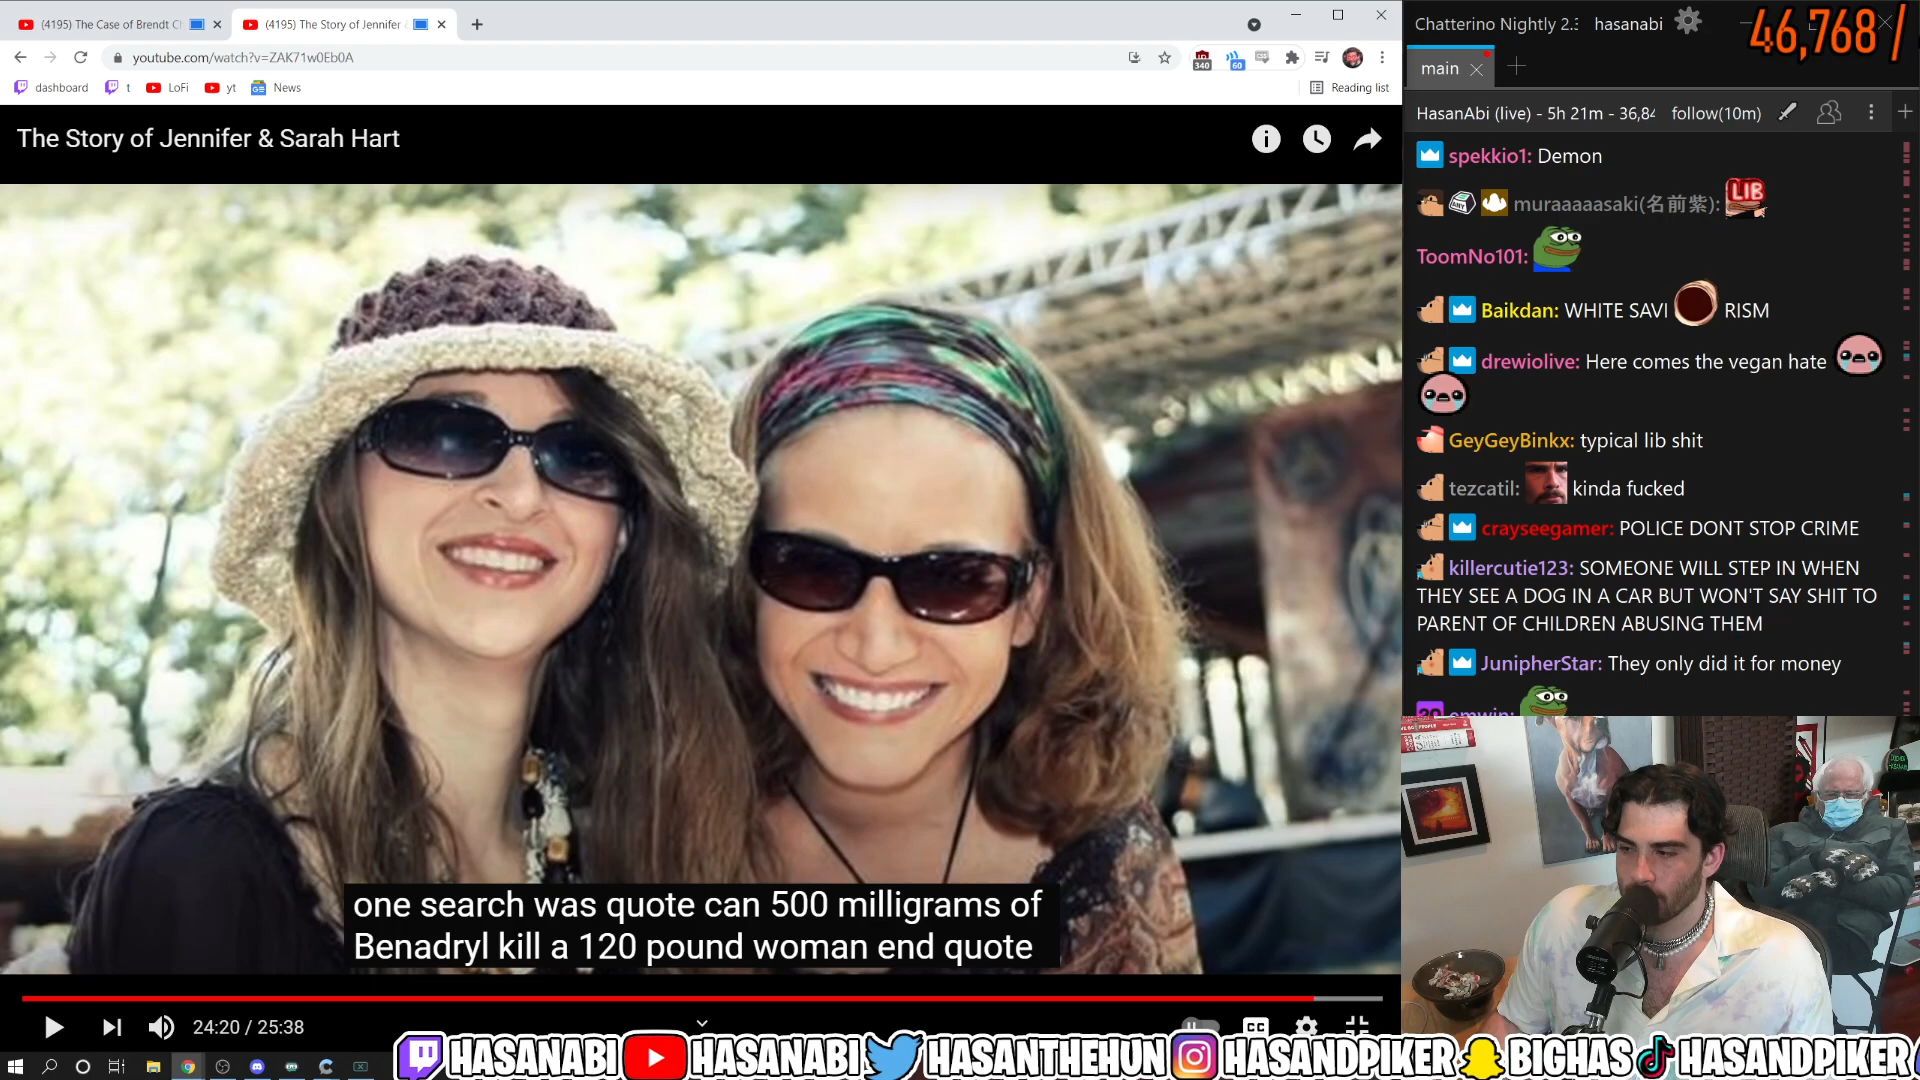 (4195) The Case of Brendt C
(4195) The Story of Jennifer
youtube.com/watch?v=ZAK71w0Eb0A
340
60
dashboard
t
LoFi
yt
News
Reading list
The Story of Jennifer & Sarah Hart
one search was quote can 500 milligrams of
Benadryl kill a 120 pound woman end quote
24:20 / 25:38
CC
Chatterino Nightly 2.
hasanabi
46,768 /
main
HasanAbi (live) - 5h 21m - 36,84
follow(10m)
spekkio1: Demon
muraaaaasaki(名前紫): LIB
ToomNo101:
Baikdan: WHITE SAVI RISM
drewiolive: Here comes the vegan hate
GeyGeyBinkx: typical lib shit
tezcatil: kinda fucked
crayseegamer: POLICE DONT STOP CRIME
killercutie123: SOMEONE WILL STEP IN WHEN
THEY SEE A DOG IN A CAR BUT WON'T SAY SHIT TO
PARENT OF CHILDREN ABUSING THEM
JunipherStar: They only did it for money
HASANABI HASANABI HASANTHEHUN HASANDPIKER BIGHAS HASANDPIKER